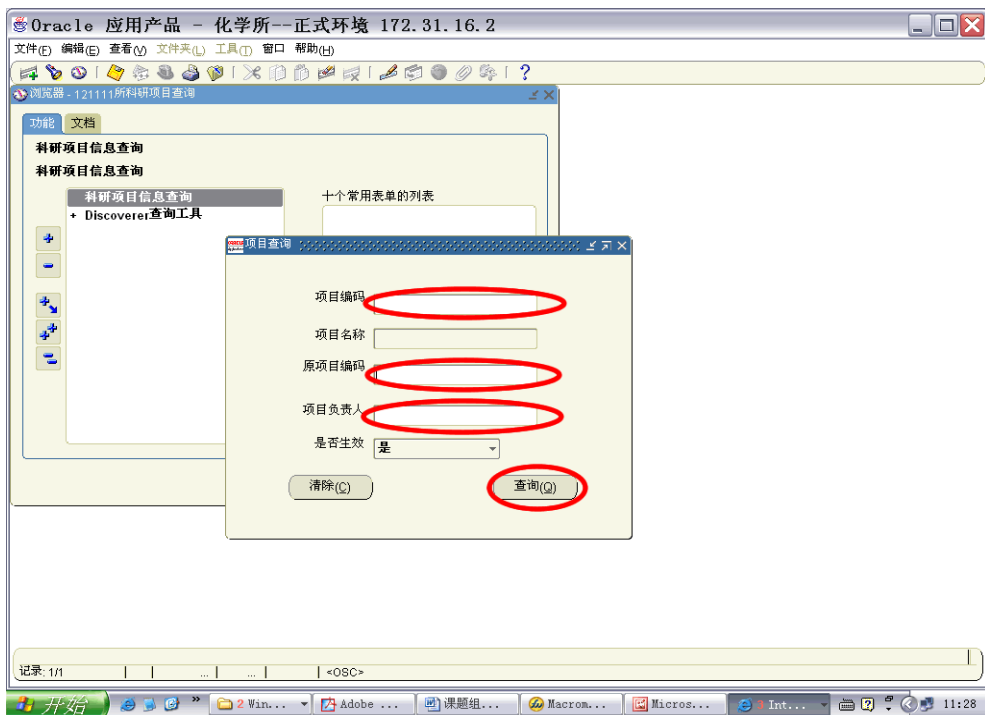 Oracle 应用产品 - 化学所--正式环境 172.31.16.2
文件(F) 编辑(E) 查看(V) 文件夹(L) 工具(T) 窗口 帮助(H)
浏览器 - 121111所科研项目查询
功能 文档
科研项目信息查询
科研项目信息查询
科研项目信息查询
+ Discoverer查询工具
十个常用表单的列表
项目查询
项目编码
项目名称
原项目编码
项目负责人
是否生效 是
清除(C) 查询(Q)
记录: 1/1 ... ... <OSC>
开始 2 Win... Adobe ... 课题组... Macrom... Micros... Int... 11:28